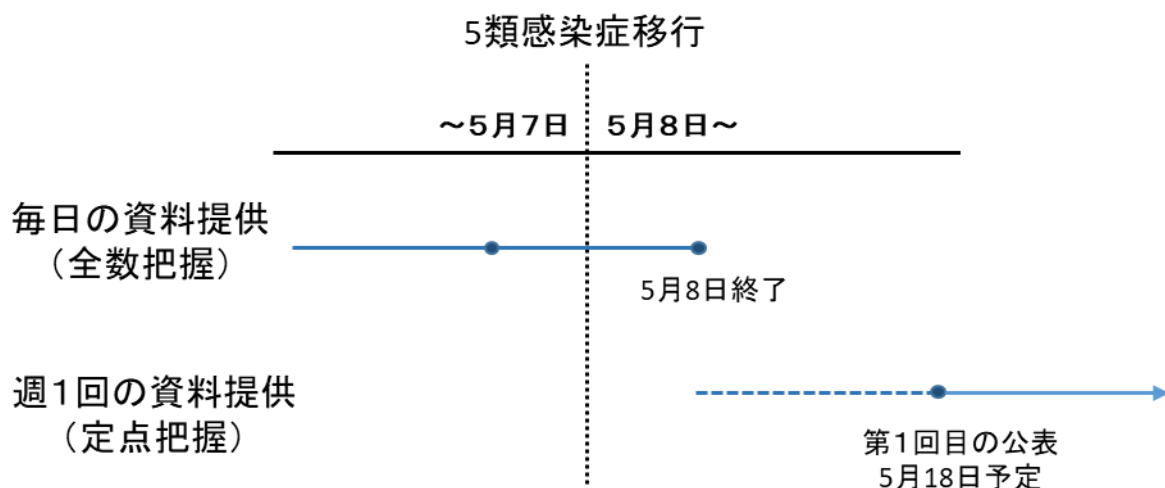 5類感染症移行
～5月7日 5月8日～
毎日の資料提供
（全数把握）
5月8日終了
週1回の資料提供
（定点把握）
第1回目の公表
5月18日予定